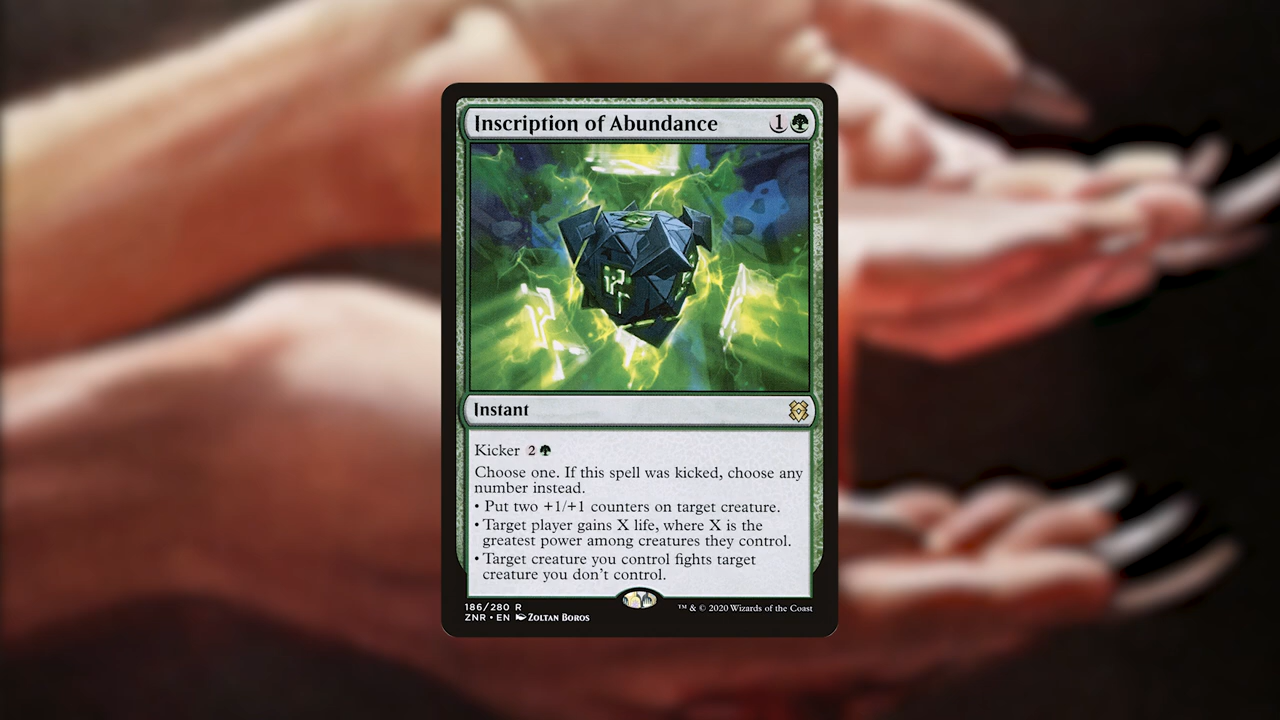 Inscription of Abundance 1
Instant
Kicker 2
Choose one. If this spell was kicked, choose any
number instead.
• Put two +1/+1 counters on target creature.
• Target player gains X life, where X is the
greatest power among creatures they control.
• Target creature you control fights target
creature you don't control.
186/280 R
ZNR • EN Zoltan Boros
™ & © 2020 Wizards of the Coast